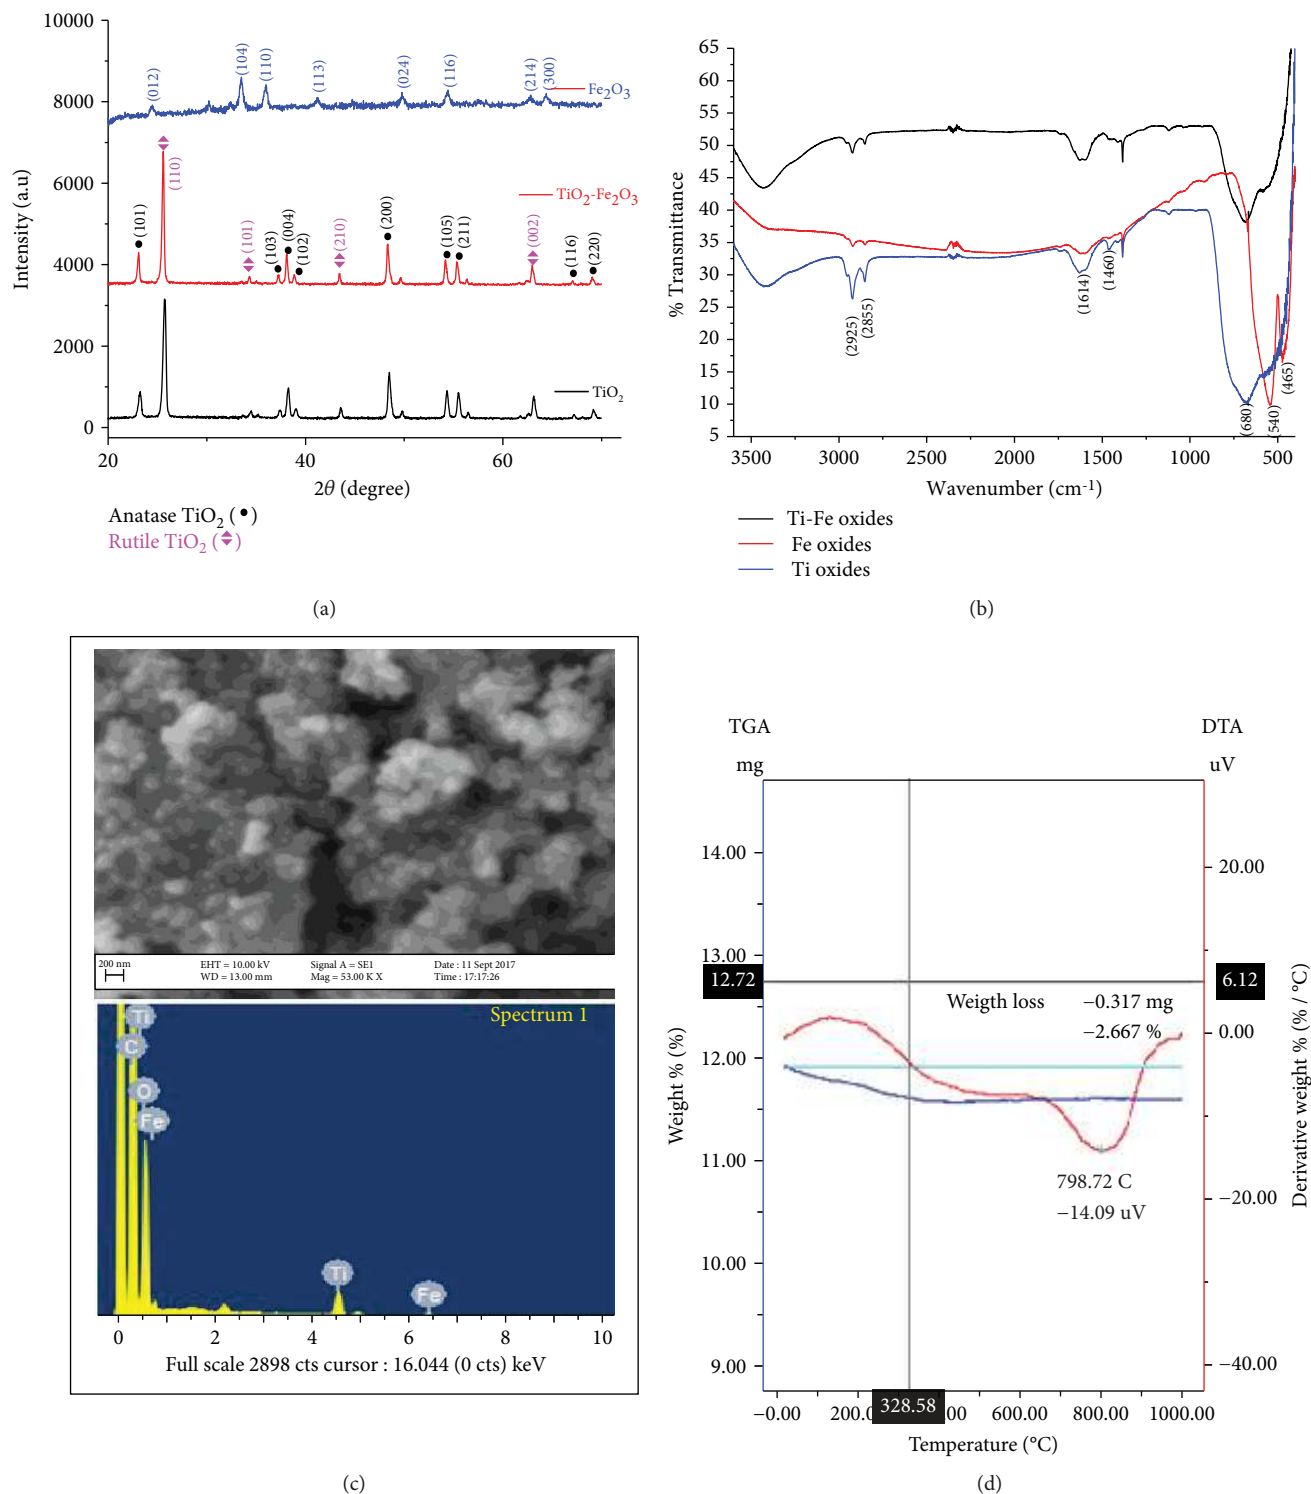 10000
8000
6000
4000
2000
0
Intensity (a.u)
(012)
(104)
(110)
(113)
(024)
(116)
(214)
(300)
Fe₂O₃
(101)
(110)
(101)
(103)
(004)
(102)
(210)
(200)
(105)
(211)
(002)
(116)
(220)
TiO₂-Fe₂O₃
TiO₂
20
40
60
2θ (degree)
Anatase TiO₂ (●)
Rutile TiO₂ ( )
(a)
65
60
55
50
45
40
35
30
25
20
15
10
5
% Transmittance
(2925)
(2855)
(1614)
(1460)
(680)
(540)
(465)
3500
3000
2500
2000
1500
1000
500
Wavenumber (cm⁻¹)
Ti-Fe oxides
Fe oxides
Ti oxides
(b)
200 nm
EHT = 10.00 kV
WD = 13.00 mm
Signal A = SE1
Mag = 53.00 K X
Date : 11 Sept 2017
Time : 17:17:26
Spectrum 1
Ti
C
O
Fe
Ti
Fe
0
2
4
6
8
10
Full scale 2898 cts cursor : 16.044 (0 cts) keV
(c)
TGA
mg
DTA
uV
14.00
13.00
12.72
12.00
11.00
10.00
9.00
Weight % (%)
20.00
6.12
0.00
−20.00
−40.00
Derivative weight % (% / °C)
Weigth loss
−0.317 mg
−2.667 %
798.72 C
−14.09 uV
−0.00
328.58
600.00
800.00
1000.00
Temperature (°C)
(d)